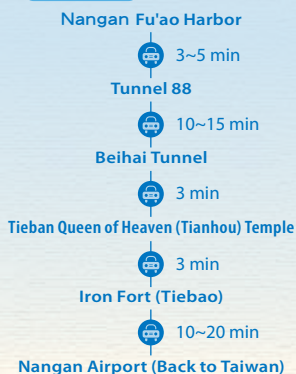 Nangan Fu'ao Harbor
3~5 min
Tunnel 88
10~15 min
Beihai Tunnel
3 min
Tieban Queen of Heaven (Tianhou) Temple
3 min
Iron Fort (Tiebao)
10~20 min
Nangan Airport (Back to Taiwan)